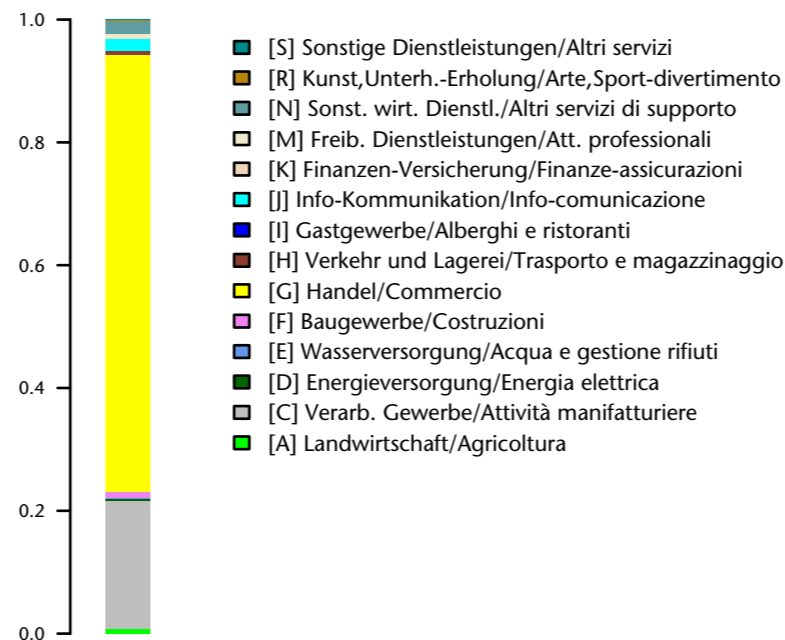 1.0
0.8
0.6
0.4
0.2
0.0
[S] Sonstige Dienstleistungen/Altri servizi
[R] Kunst,Unterh.-Erholung/Arte,Sport-divertimento
[N] Sonst. wirt. Dienstl./Altri servizi di supporto
[M] Freib. Dienstleistungen/Att. professionali
[K] Finanzen-Versicherung/Finanze-assicurazioni
[J] Info-Kommunikation/Info-comunicazione
[I] Gastgewerbe/Alberghi e ristoranti
[H] Verkehr und Lagerei/Trasporto e magazzinaggio
[G] Handel/Commercio
[F] Baugewerbe/Costruzioni
[E] Wasserversorgung/Acqua e gestione rifiuti
[D] Energieversorgung/Energia elettrica
[C] Verarb. Gewerbe/Attività manifatturiere
[A] Landwirtschaft/Agricoltura